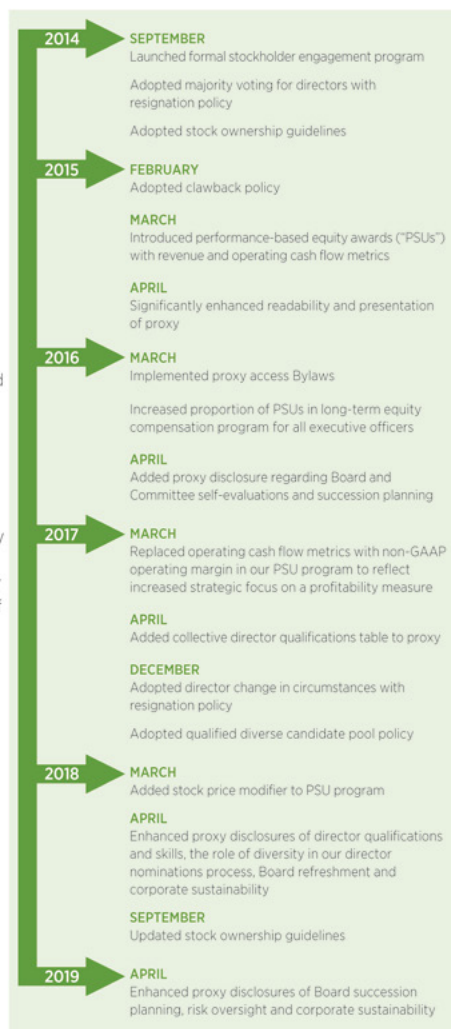 2014
SEPTEMBER
Launched formal stockholder engagement program
Adopted majority voting for directors with
resignation policy
Adopted stock ownership guidelines
2015
FEBRUARY
Adopted clawback policy
MARCH
Introduced performance-based equity awards (“PSUs”)
with revenue and operating cash flow metrics
APRIL
Significantly enhanced readability and presentation
of proxy
2016
MARCH
Implemented proxy access Bylaws
Increased proportion of PSUs in long-term equity
compensation program for all executive officers
APRIL
Added proxy disclosure regarding Board and
Committee self-evaluations and succession planning
2017
MARCH
Replaced operating cash flow metrics with non-GAAP
operating margin in our PSU program to reflect
increased strategic focus on a profitability measure
APRIL
Added collective director qualifications table to proxy
DECEMBER
Adopted director change in circumstances with
resignation policy
Adopted qualified diverse candidate pool policy
2018
MARCH
Added stock price modifier to PSU program
APRIL
Enhanced proxy disclosures of director qualifications
and skills, the role of diversity in our director
nominations process, Board refreshment and
corporate sustainability
SEPTEMBER
Updated stock ownership guidelines
2019
APRIL
Enhanced proxy disclosures of Board succession
planning, risk oversight and corporate sustainability